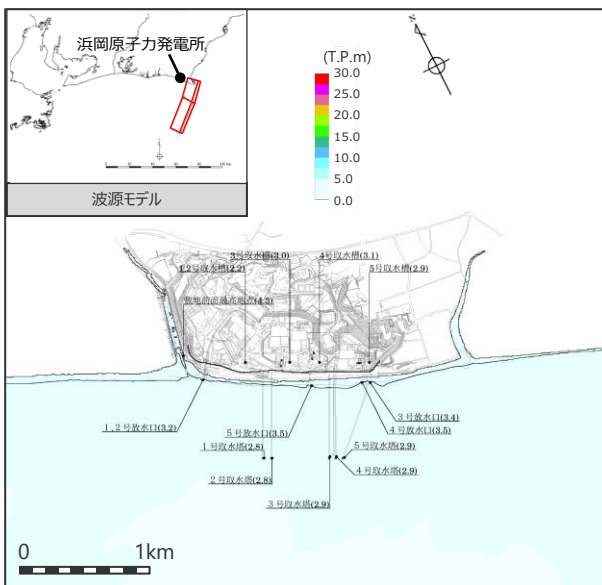 浜岡原子力発電所
波源モデル
(T.P.m)
30.0
25.0
20.0
15.0
10.0
5.0
0.0
N
3号取水槽(3.0)
4号取水槽(3.1)
1,2号取水槽(2.2)
5号取水槽(2.9)
敷地前面最高地点(4.3)
1,2号放水口(3.2)
5号放水口(3.5)
3号放水口(3.4)
4号放水口(3.5)
1号取水塔(2.8)
5号取水塔(2.9)
2号取水塔(2.8)
4号取水塔(2.9)
3号取水塔(2.9)
0 1km